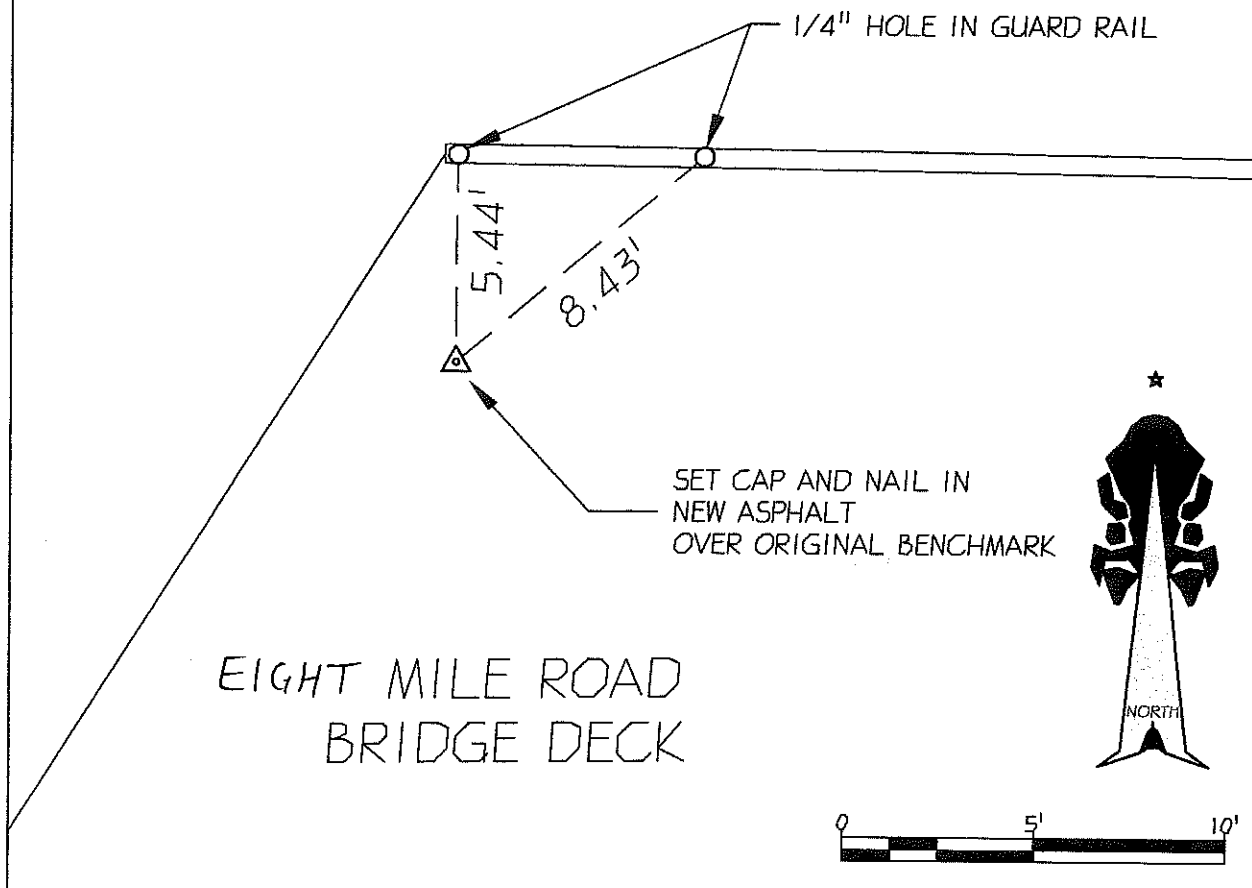 1/4" HOLE IN GUARD RAIL
5.44'
8.43'
SET CAP AND NAIL IN
NEW ASPHALT
OVER ORIGINAL BENCHMARK
EIGHT MILE ROAD
BRIDGE DECK
NORTH
0 5' 10'